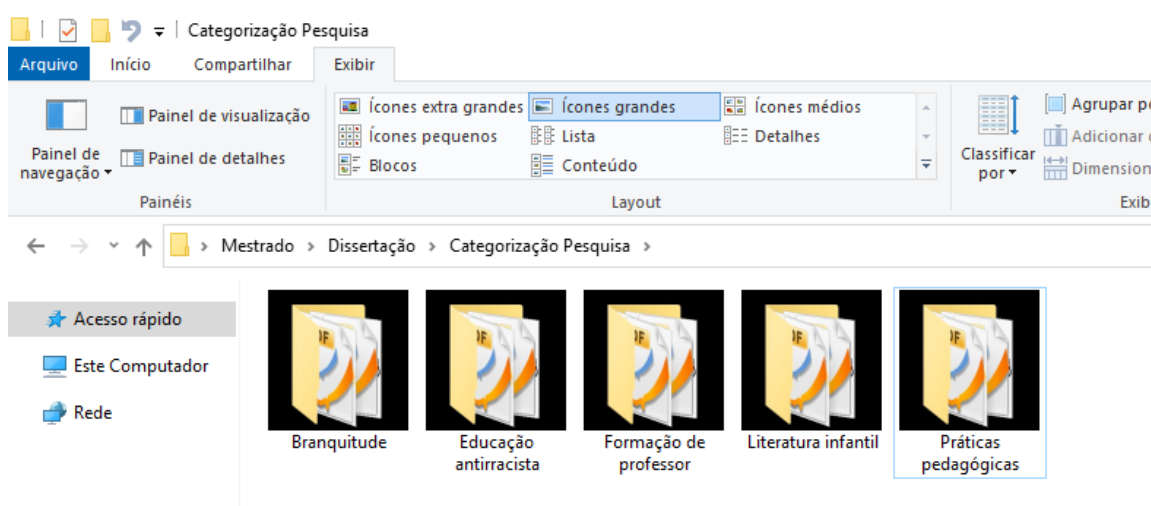 Categorização Pesquisa
Arquivo Início Compartilhar Exibir
Painel de navegação
Painel de visualização
Painel de detalhes
Painéis
Ícones extra grandes Ícones grandes Ícones médios
Ícones pequenos Lista Detalhes
Blocos Conteúdo
Layout
Classificar por
Agrupar
Adicionar
Mestrado > Dissertação > Categorização Pesquisa >
Acesso rápido
Este Computador
Rede
Branquitude
Educação antirracista
Formação de professor
Literatura infantil
Práticas pedagógicas